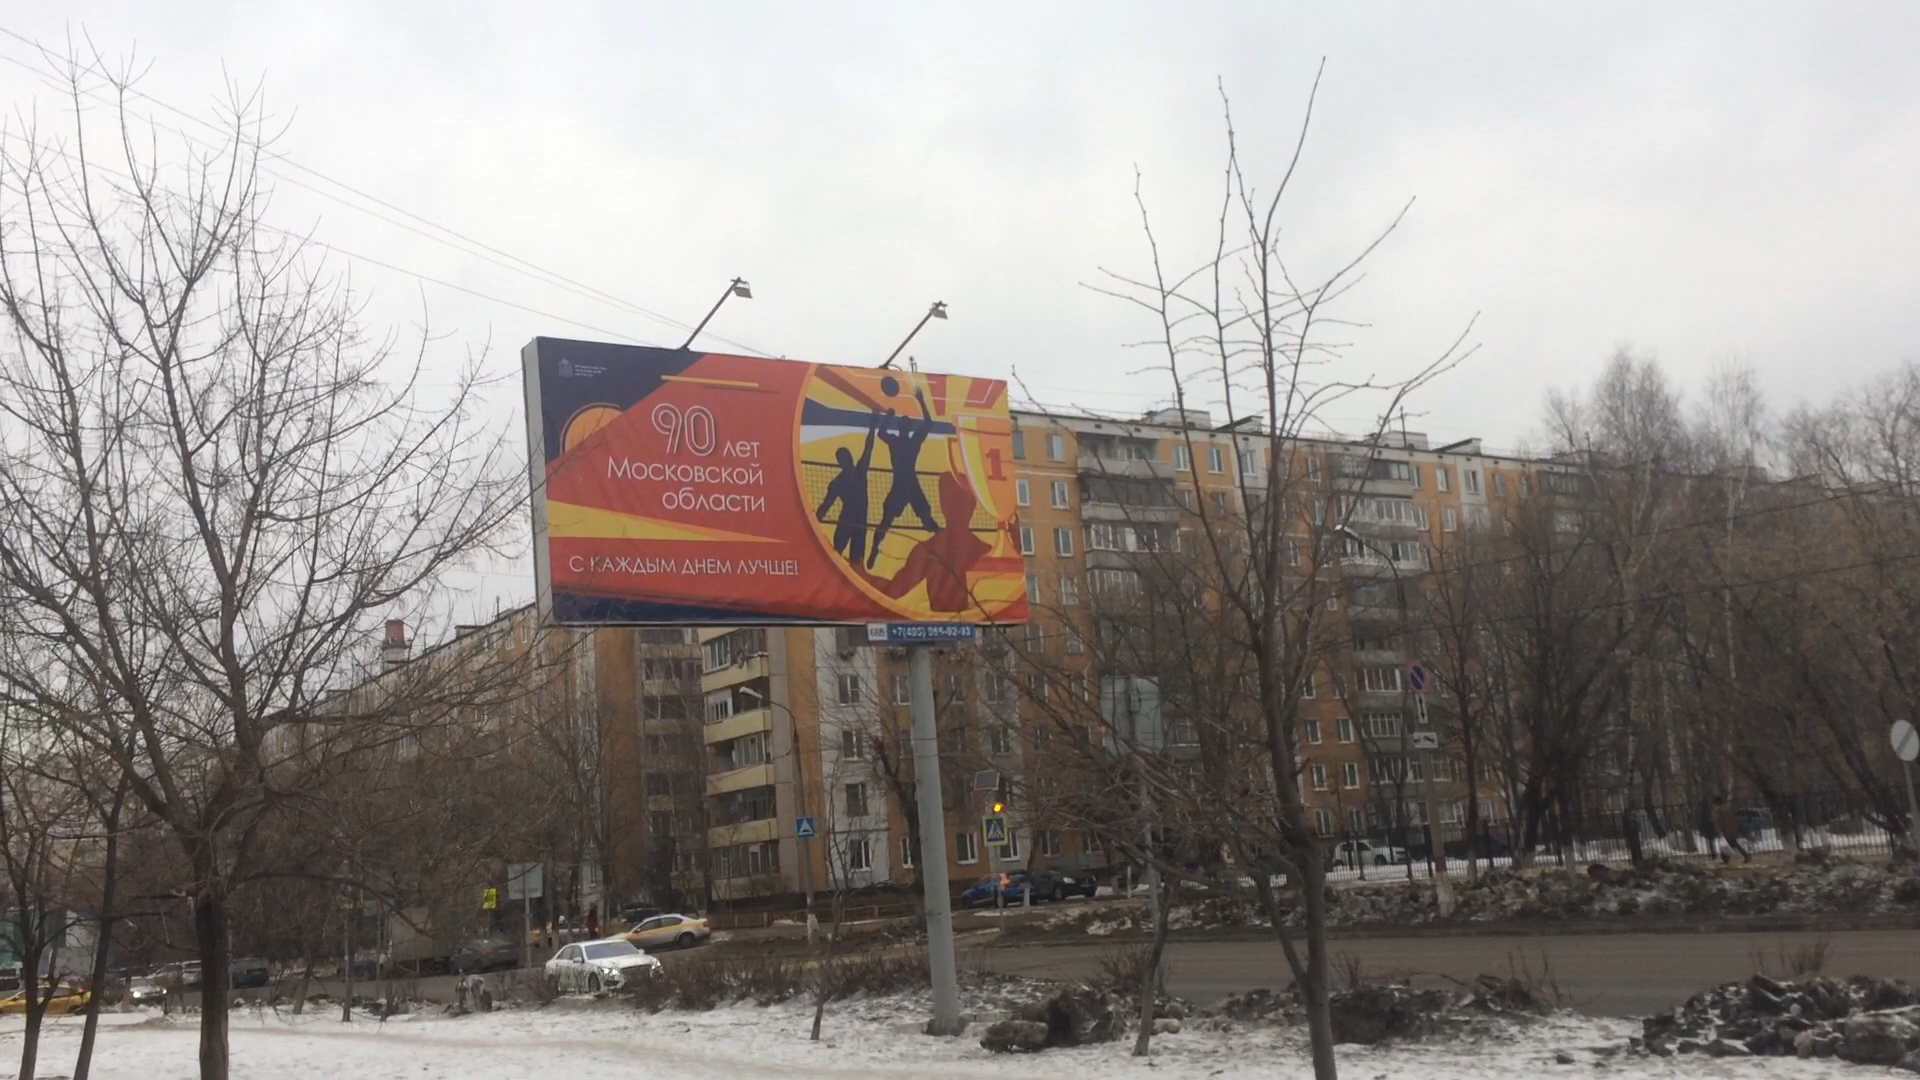 90 лет
Московской
области
С КАЖДЫМ ДНЕМ ЛУЧШЕ!
1